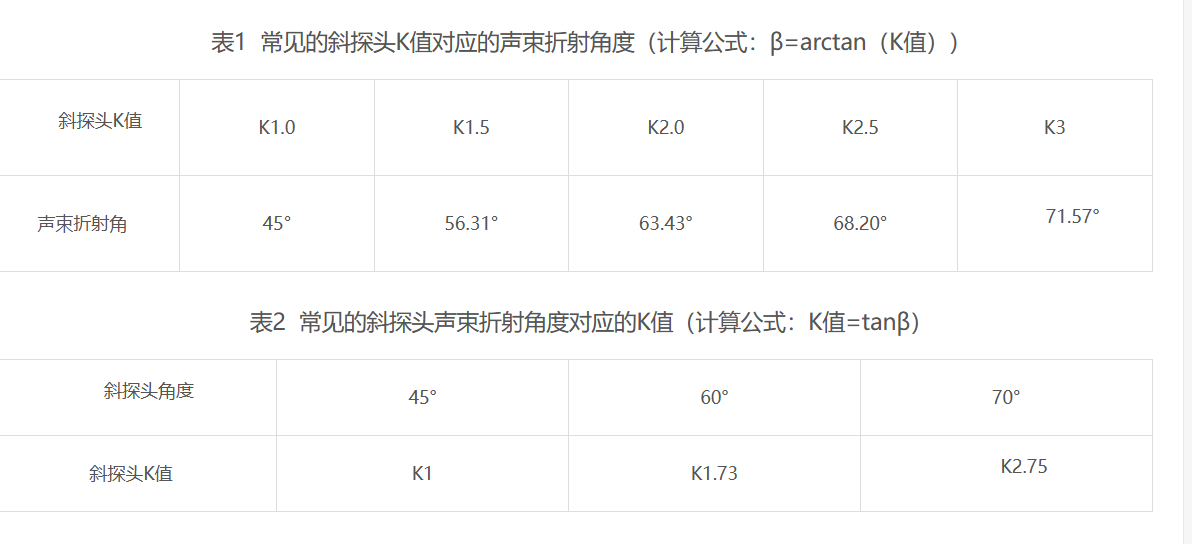 表1 常见的斜探头K值对应的声束折射角度（计算公式：β=arctan（K值））
斜探头K值 K1.0 K1.5 K2.0 K2.5 K3
声束折射角 45° 56.31° 63.43° 68.20° 71.57°
表2 常见的斜探头声束折射角度对应的K值（计算公式：K值=tanβ）
斜探头角度 45° 60° 70°
斜探头K值 K1 K1.73 K2.75